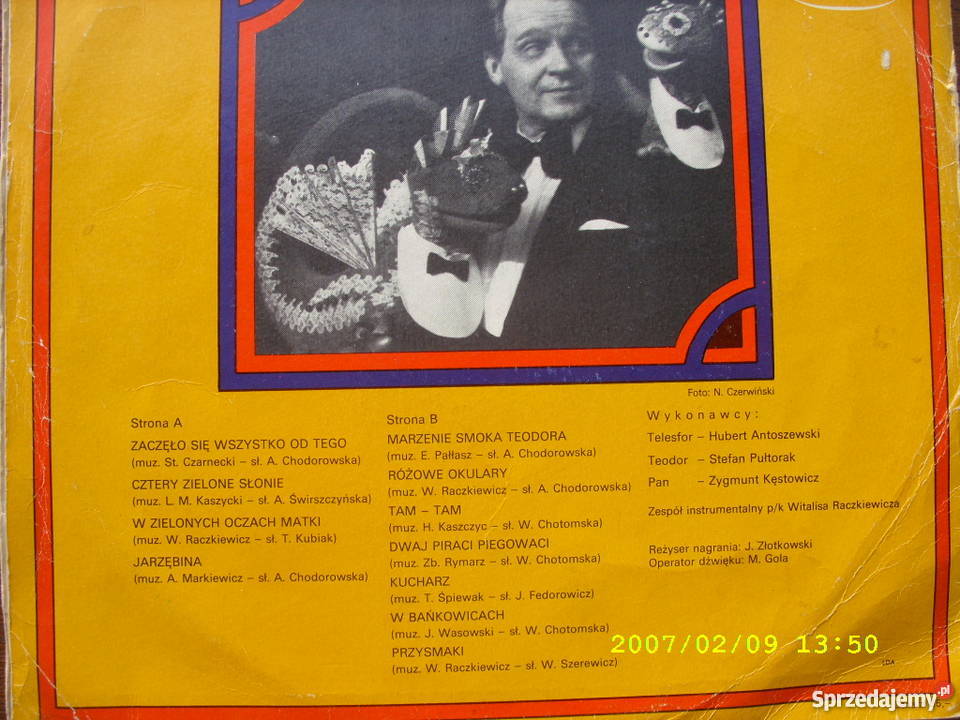 Foto: N. Czerwiński
Strona A
ZACZĘŁO SIĘ WSZYSTKO OD TEGO
(muz. St. Czarnecki – sł. A. Chodorowska)
CZTERY ZIELONE SŁONIE
(muz. L. M. Kaszycki – sł. A. Świrszczyńska)
W ZIELONYCH OCZACH MATKI
(muz. W. Raczkiewicz – sł. T. Kubiak)
JARZĘBINA
(muz. A. Markiewicz – sł. A. Chodorowska)
Strona B
MARZENIE SMOKA TEODORA
(muz. E. Pałłasz – sł. A. Chodorowska)
RÓŻOWE OKULARY
(muz. W. Raczkiewicz – sł. A. Chodorowska)
TAM – TAM
(muz. H. Kaszczyc – sł. W. Chotomska)
DWAJ PIRACI PIEGOWACI
(muz. Zb. Rymarz – sł. W. Chotomska)
KUCHARZ
(muz. T. Śpiewak – sł. J. Fedorowicz)
W BAŃKOWICACH
(muz. J. Wasowski – sł. W. Chotomska)
PRZYSMAKI
(muz. W. Raczkiewicz – sł. W. Szerewicz)
Wykonawcy:
Telesfor – Hubert Antoszewski
Teodor – Stefan Pułtorak
Pan – Zygmunt Kęstowicz
Zespół instrumentalny p/k Witalisa Raczkiewicza
Reżyser nagrania: J. Złotkowski
Operator dźwięku: M. Gola
2007/02/09 13:50
LDA
Sprzedajemy.pl